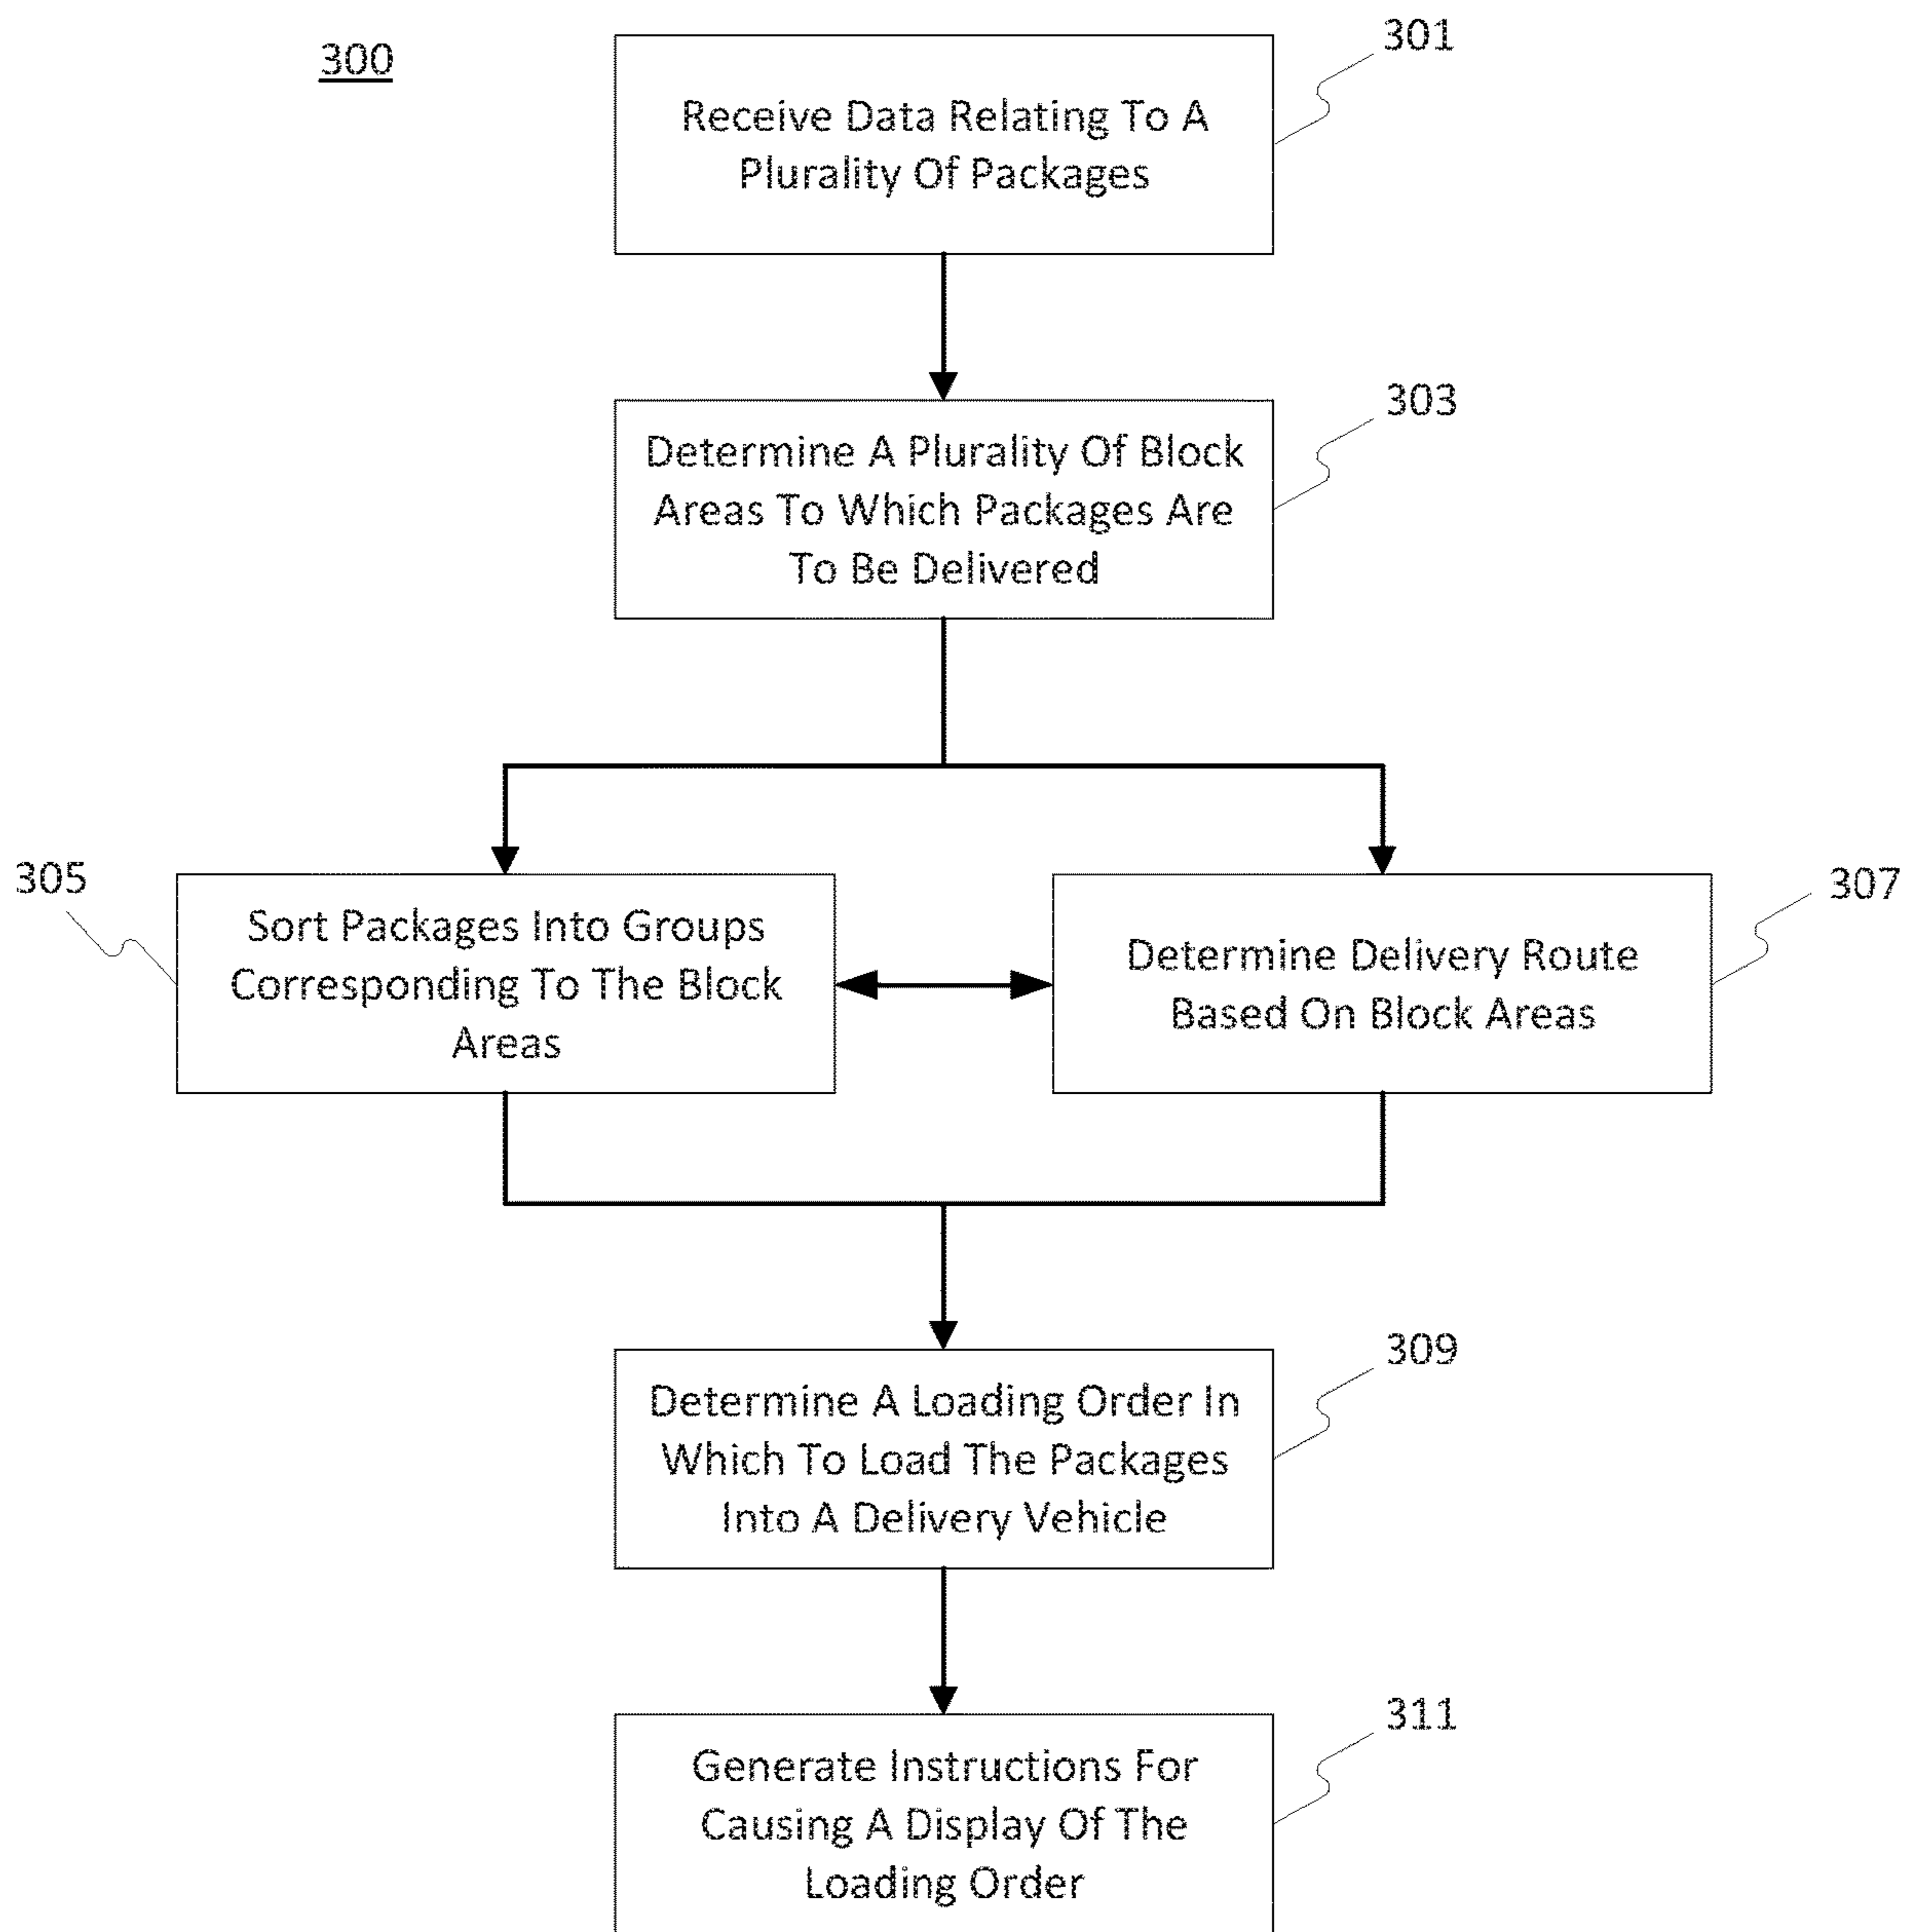 300
301
Receive Data Relating To A
Plurality Of Packages
303
Determine A Plurality Of Block
Areas To Which Packages Are
To Be Delivered
305
Sort Packages Into Groups
Corresponding To The Block
Areas
307
Determine Delivery Route
Based On Block Areas
309
Determine A Loading Order In
Which To Load The Packages
Into A Delivery Vehicle
311
Generate Instructions For
Causing A Display Of The
Loading Order